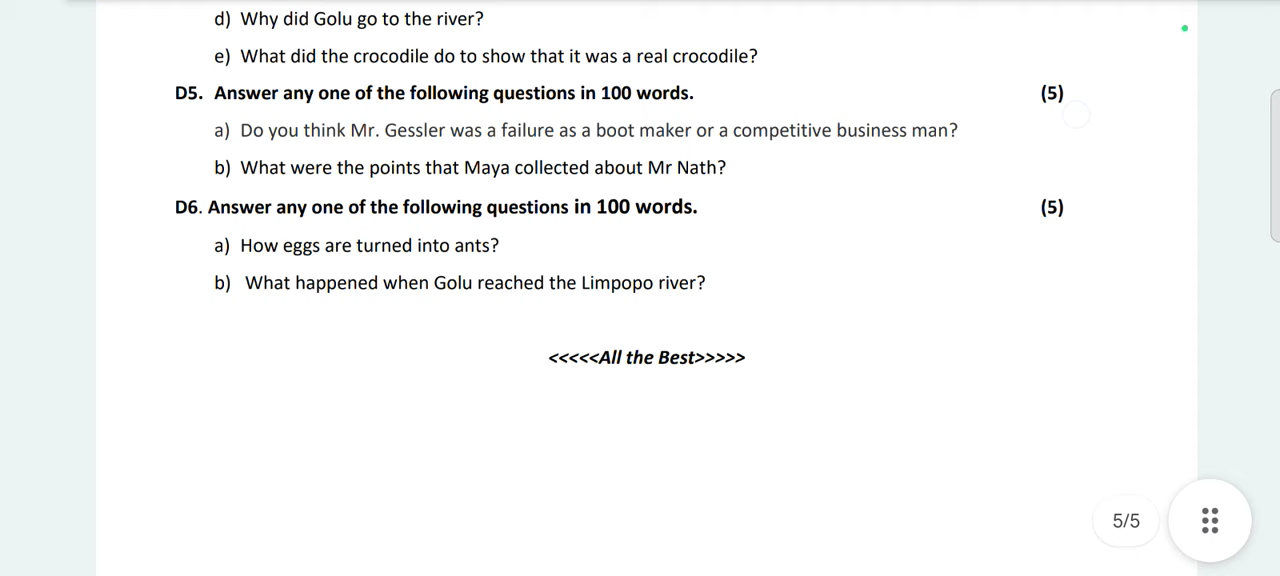 d) Why did Golu go to the river?
e) What did the crocodile do to show that it was a real crocodile?
D5. Answer any one of the following questions in 100 words. (5)
a) Do you think Mr. Gessler was a failure as a boot maker or a competitive business man?
b) What were the points that Maya collected about Mr Nath?
D6. Answer any one of the following questions in 100 words. (5)
a) How eggs are turned into ants?
b) What happened when Golu reached the Limpopo river?
<<<<<All the Best>>>>>
5/5